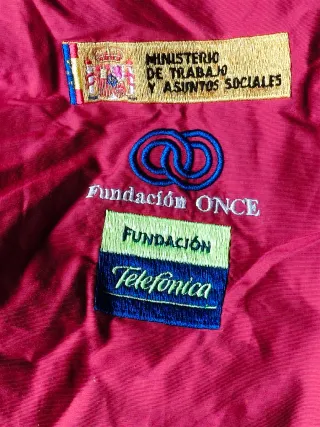 MINISTERIO
DE TRABAJO
Y ASUNTOS SOCIALES
Fundación ONCE
FUNDACIÓN
Telefónica